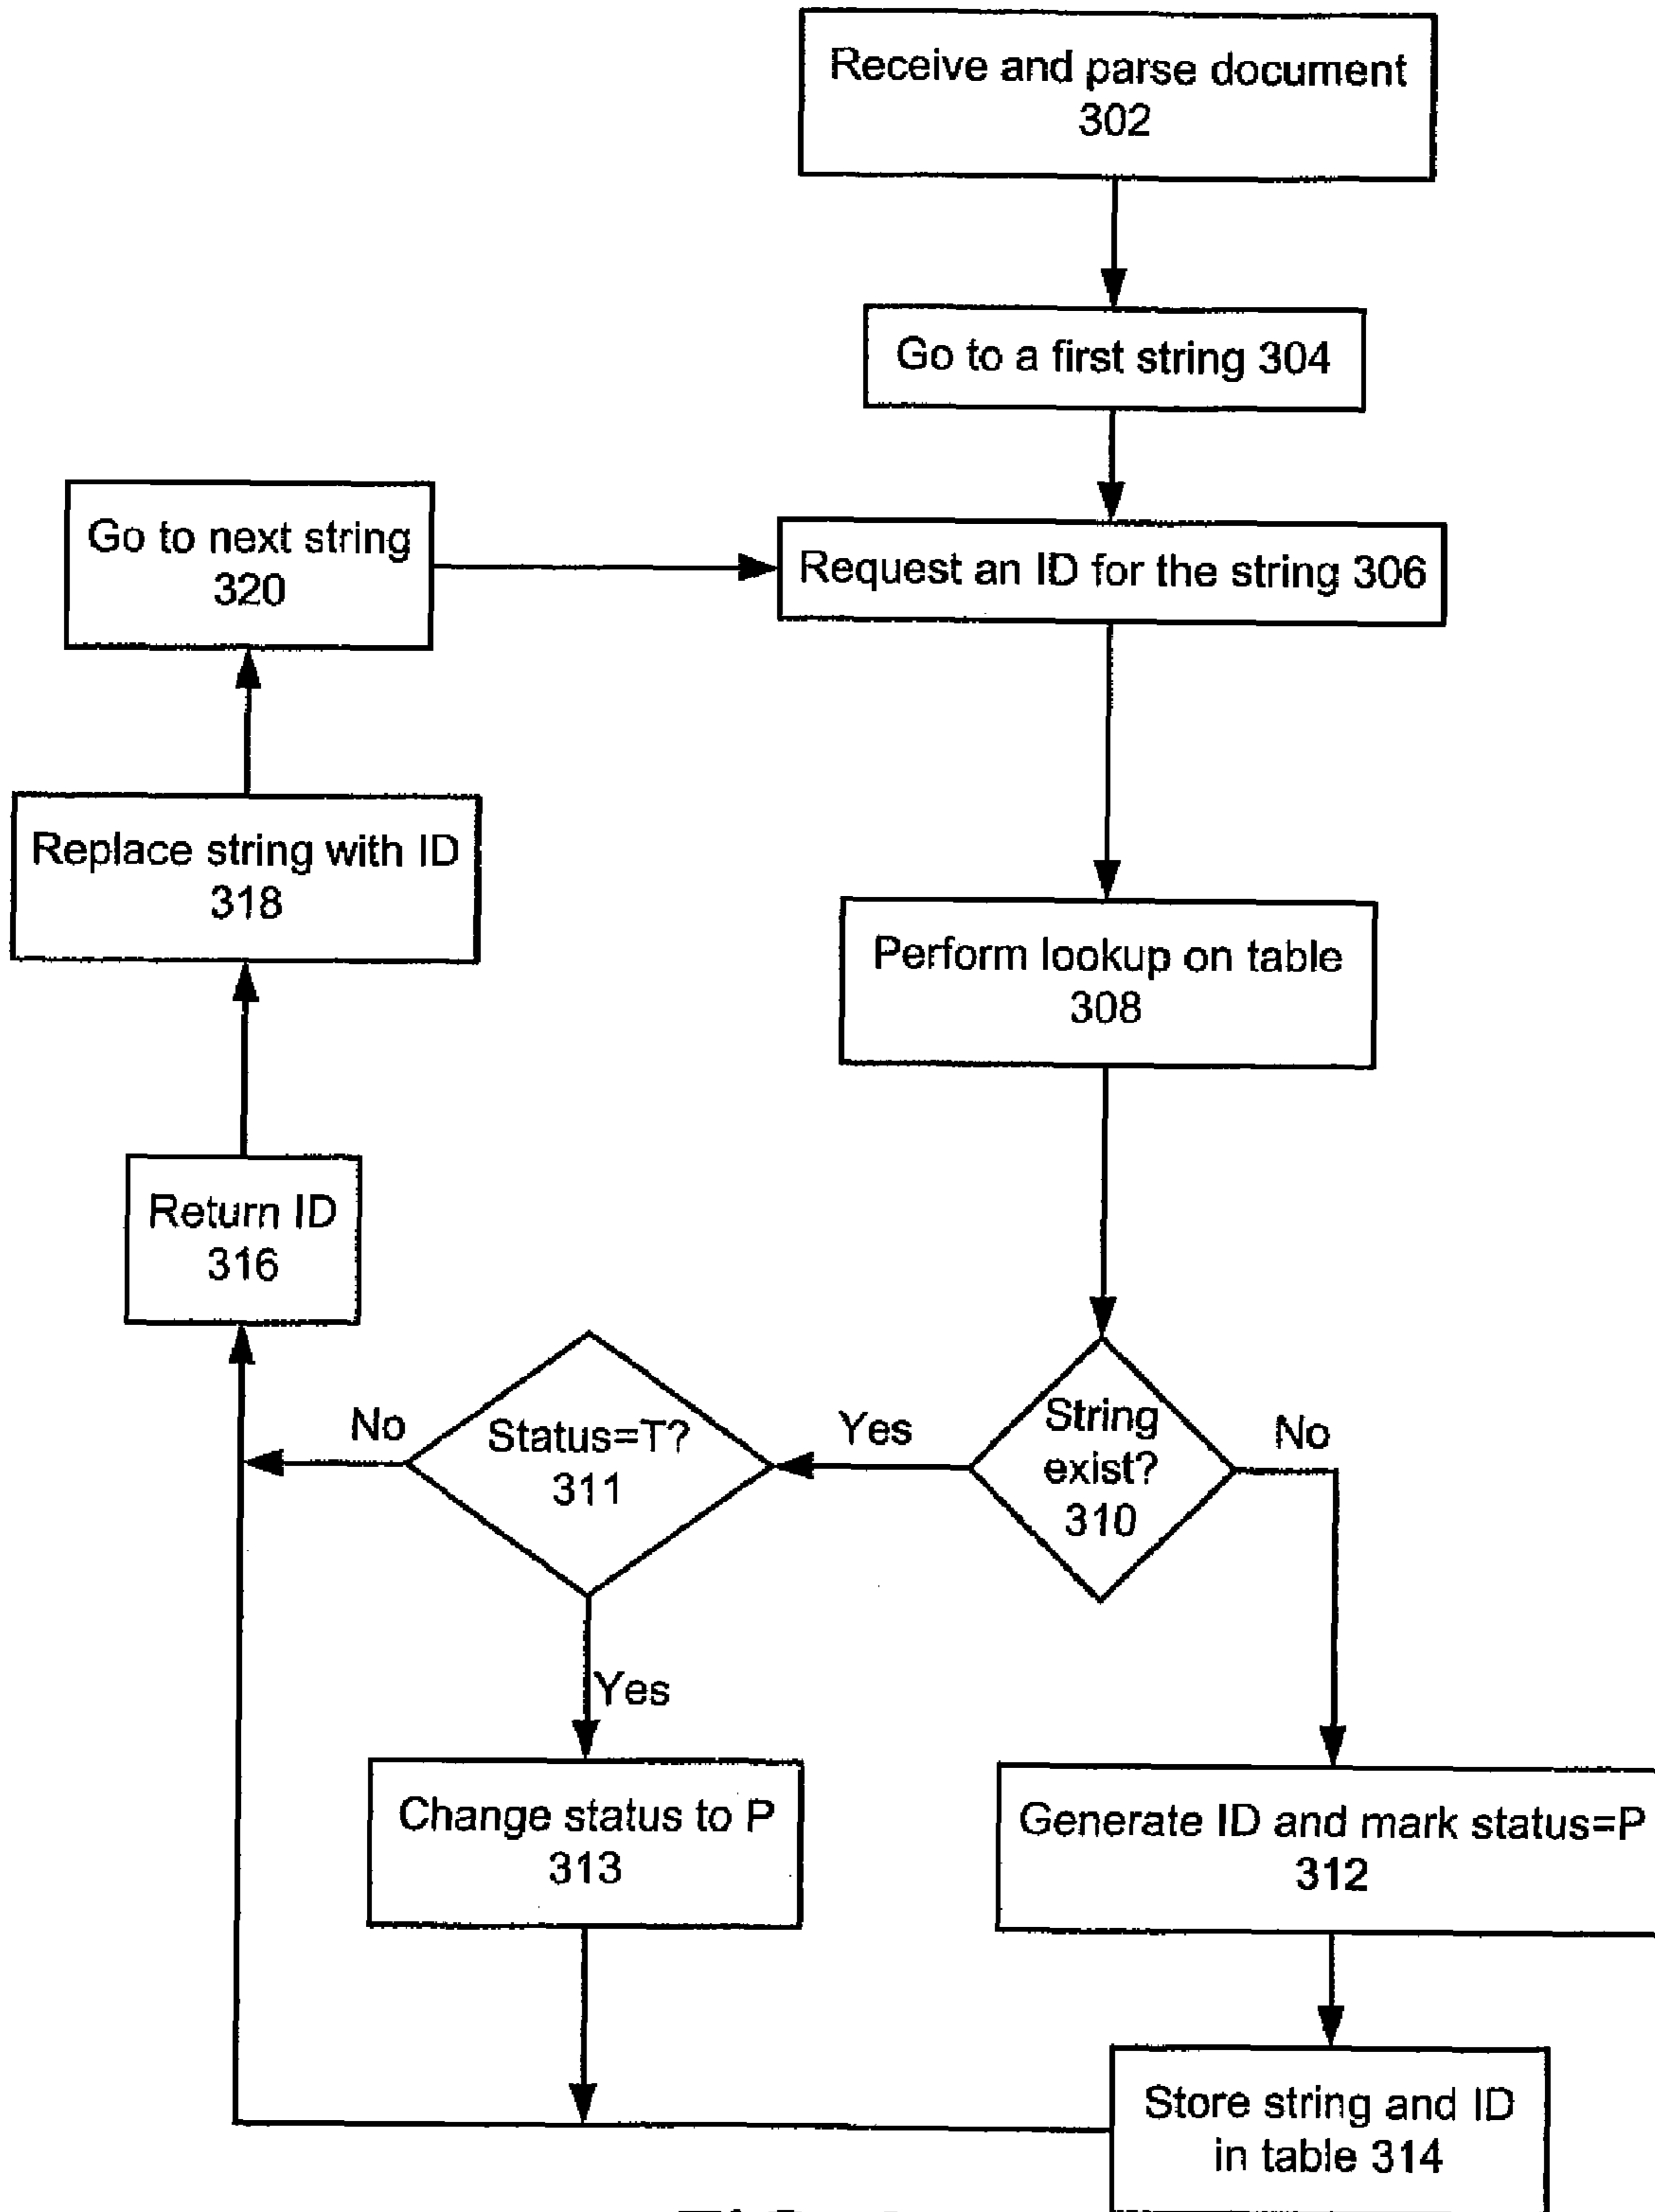 Receive and parse document
302
Go to a first string 304
Go to next string
320
Request an ID for the string 306
Replace string with ID
318
Perform lookup on table
308
Return ID
316
No
Status=T?
311
Yes
String
exist?
310
No
Yes
Change status to P
313
Generate ID and mark status=P
312
Store string and ID
in table 314